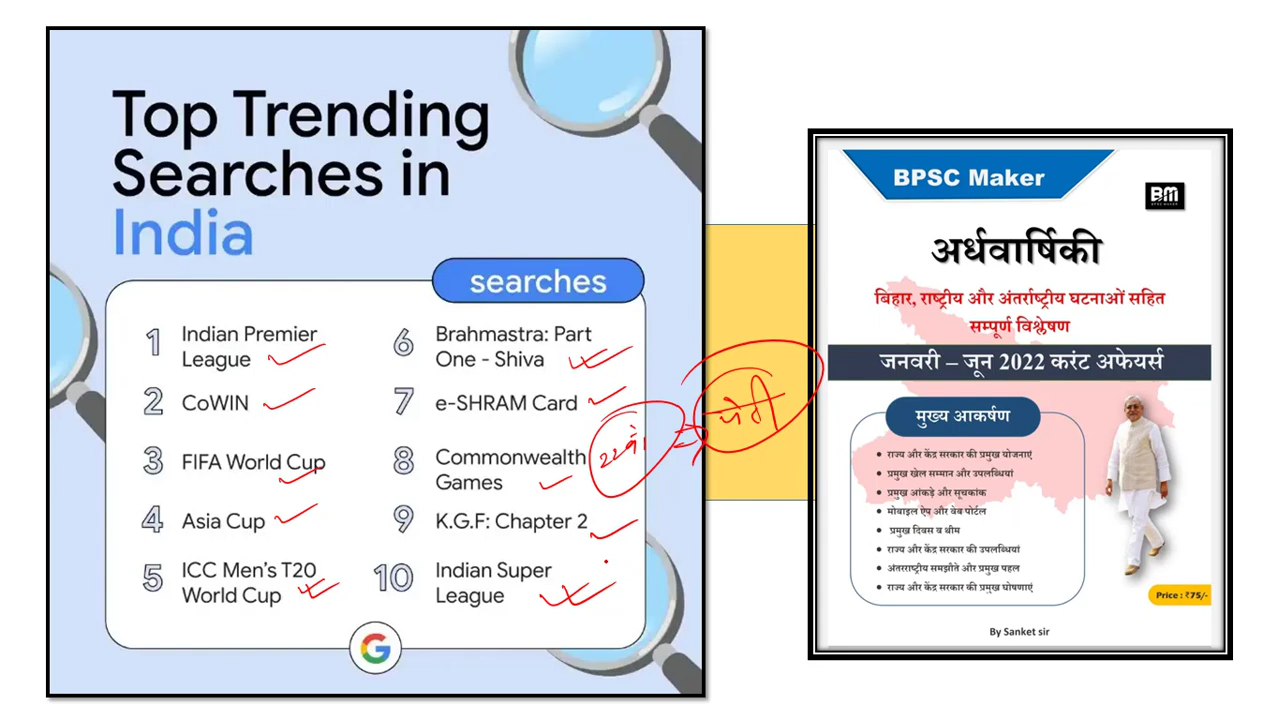 Top Trending
Searches in
India
searches
1 Indian Premier
League
2 CoWIN
3 FIFA World Cup
4 Asia Cup
5 ICC Men's T20
World Cup
6 Brahmastra: Part
One - Shiva
7 e-SHRAM Card
8 Commonwealth
Games
9 K.G.F: Chapter 2
10 Indian Super
League
G
22वां
BPSC Maker
BM
अर्धवार्षिकी
बिहार, राष्ट्रीय और अंतर्राष्ट्रीय घटनाओं सहित
सम्पूर्ण विश्लेषण
जनवरी – जून 2022 करंट अफेयर्स
मुख्य आकर्षण
• राज्य और केंद्र सरकार की प्रमुख योजनाएं
• प्रमुख खेल सम्मान और उपलब्धियां
• प्रमुख आंकड़े और सूचकांक
• मोबाइल ऐप और वेब पोर्टल
• प्रमुख दिवस व थीम
• राज्य और केंद्र सरकार की उपलब्धियां
• अंतरराष्ट्रीय समझौते और प्रमुख पहल
• राज्य और केंद्र सरकार की प्रमुख घोषणाएं
Price : ₹75/-
By Sanket sir